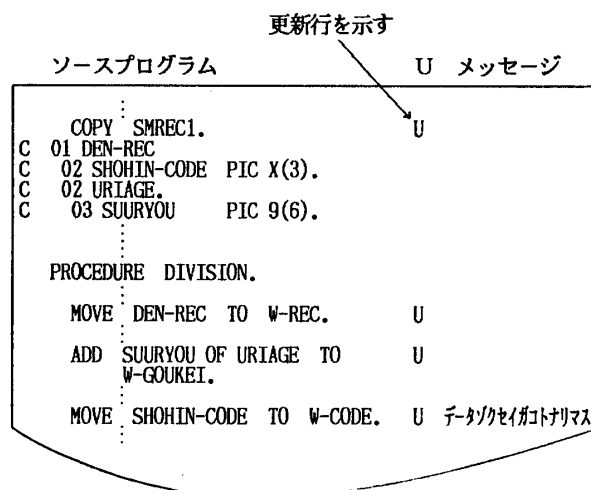 更新行を示す
ソースプログラム U メッセージ
COPY SMREC1. U
C 01 DEN-REC
C 02 SHOHIN-CODE PIC X(3).
C 02 URIAGE.
C 03 SUURYOU PIC 9(6).
PROCEDURE DIVISION.
MOVE DEN-REC TO W-REC. U
ADD SUURYOU OF URIAGE TO U
W-GOUKEI.
MOVE SHOHIN-CODE TO W-CODE. U データゾクセイガコトナリマス